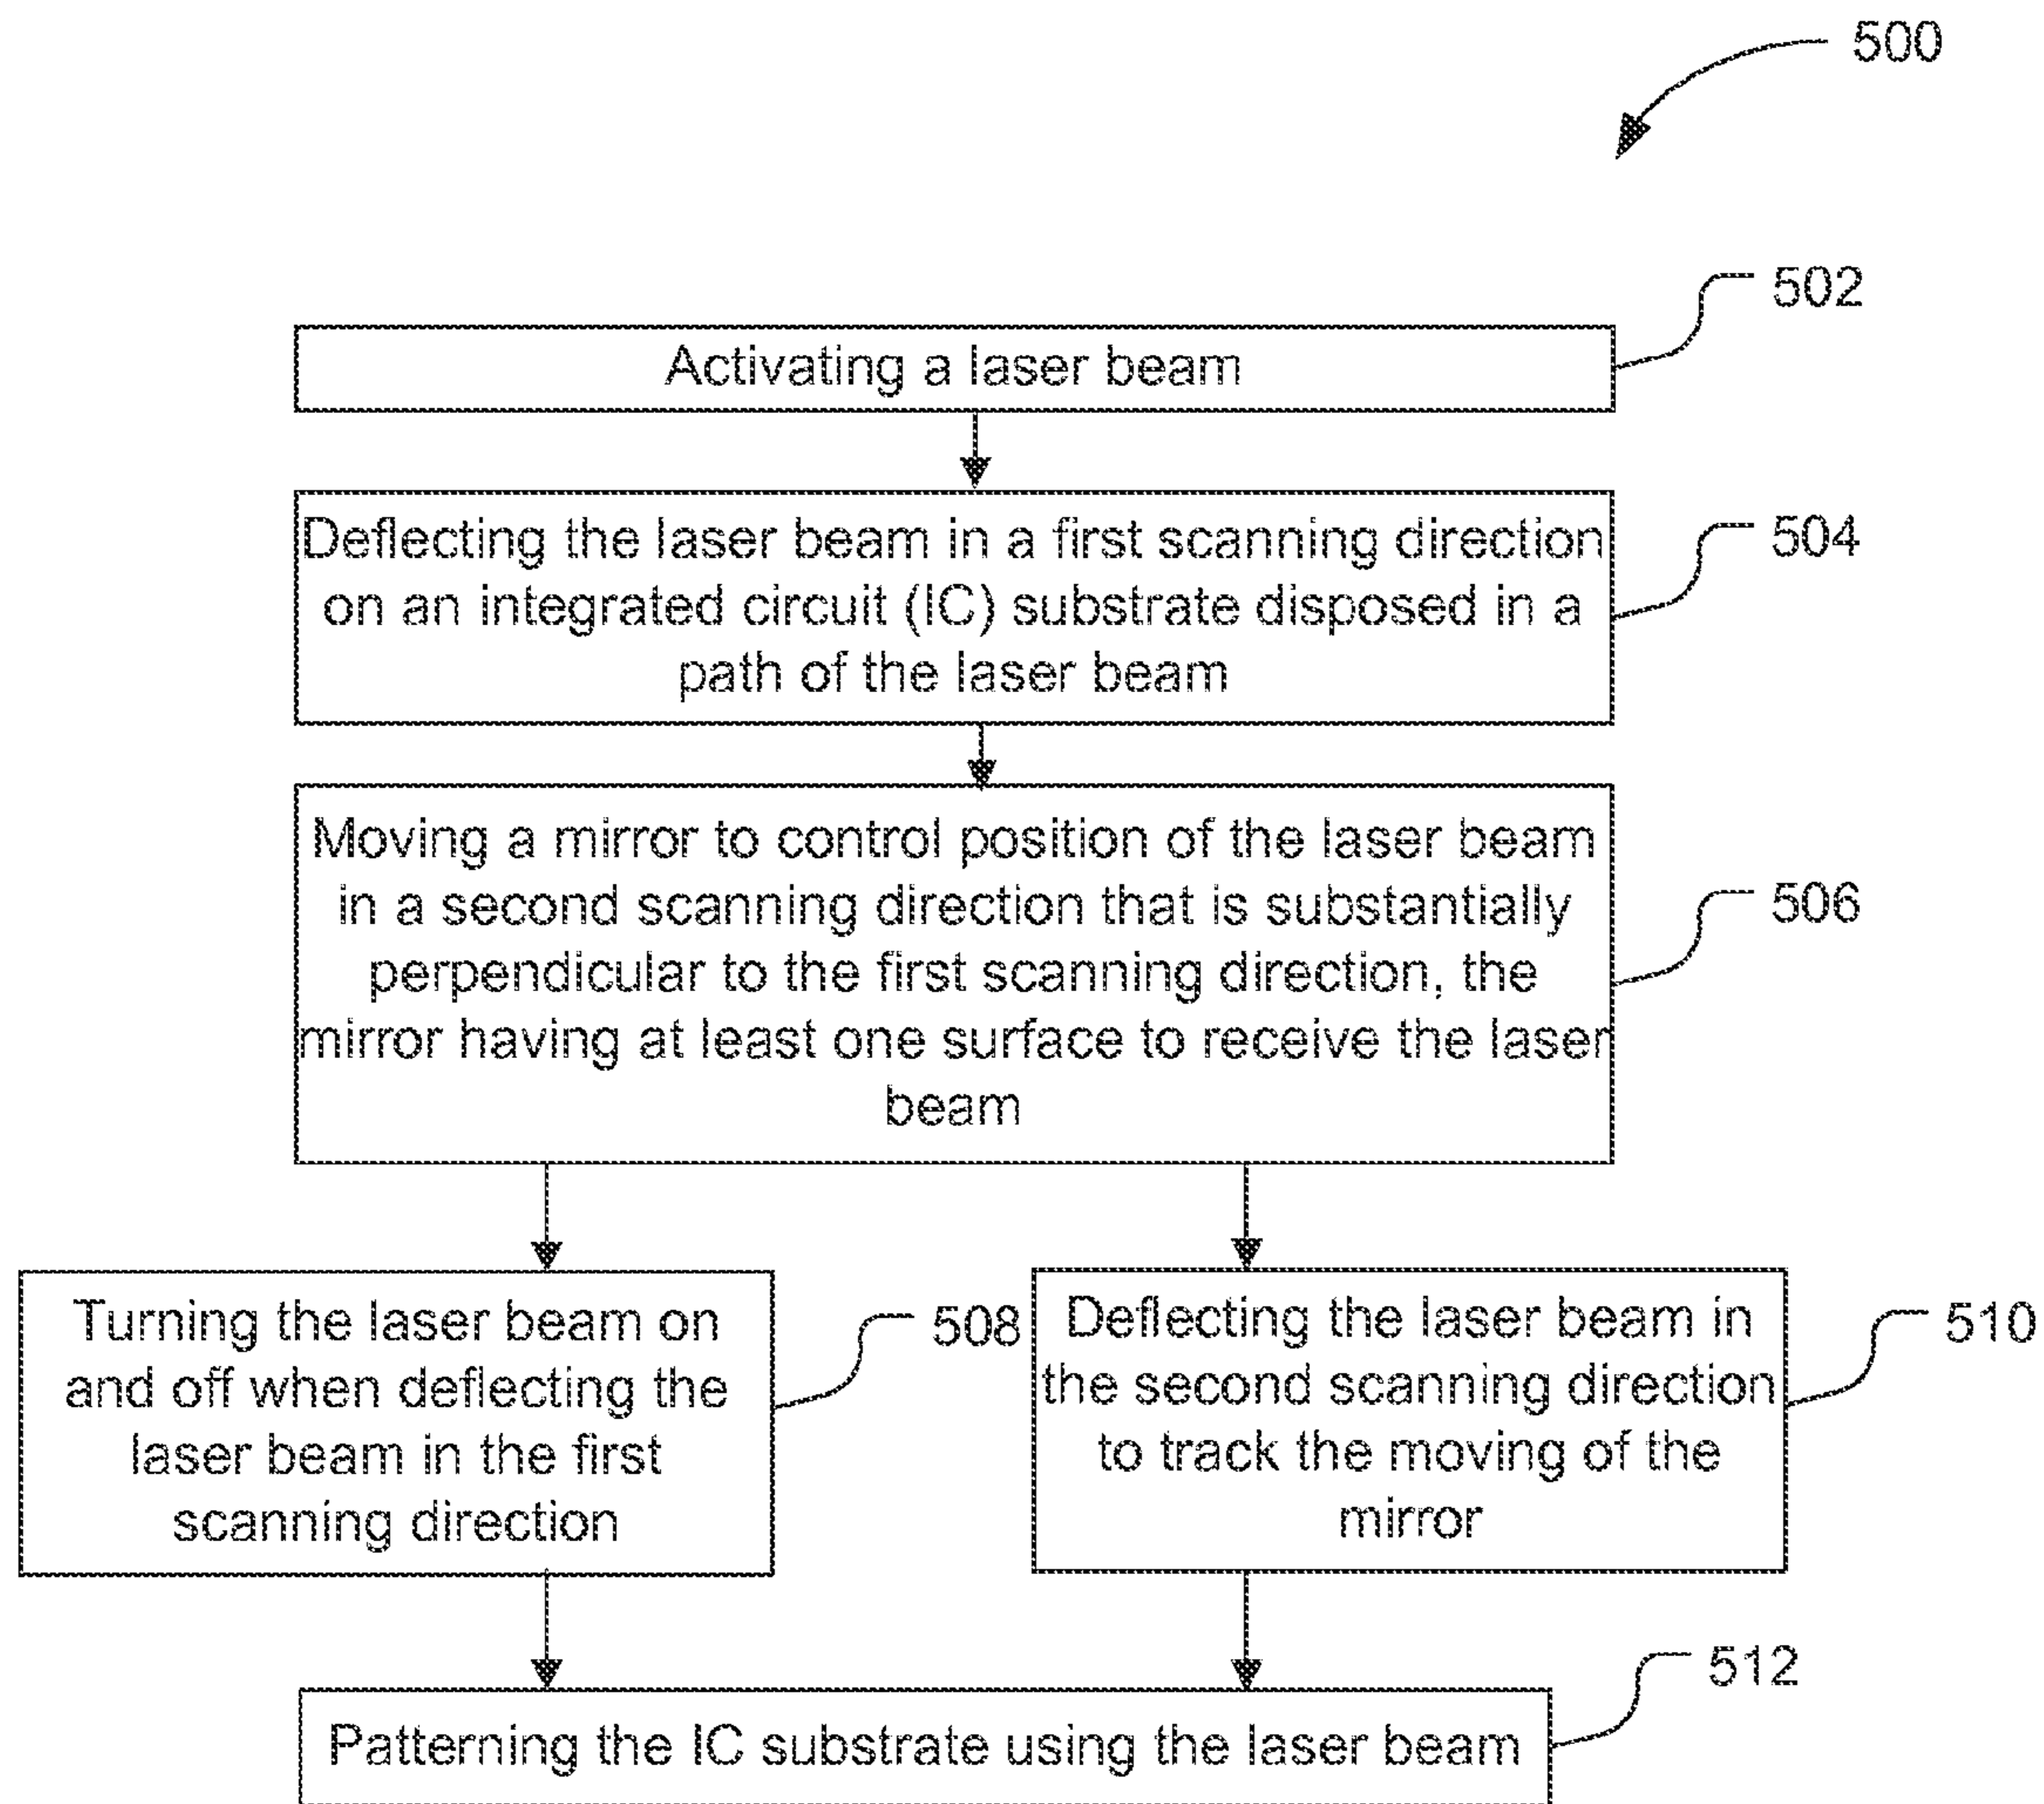 500
502
Activating a laser beam
504
Deflecting the laser beam in a first scanning direction
on an integrated circuit (IC) substrate disposed in a
path of the laser beam
506
Moving a mirror to control position of the laser beam
in a second scanning direction that is substantially
perpendicular to the first scanning direction, the
mirror having at least one surface to receive the laser
beam
508
Turning the laser beam on
and off when deflecting the
laser beam in the first
scanning direction
510
Deflecting the laser beam in
the second scanning direction
to track the moving of the
mirror
512
Patterning the IC substrate using the laser beam